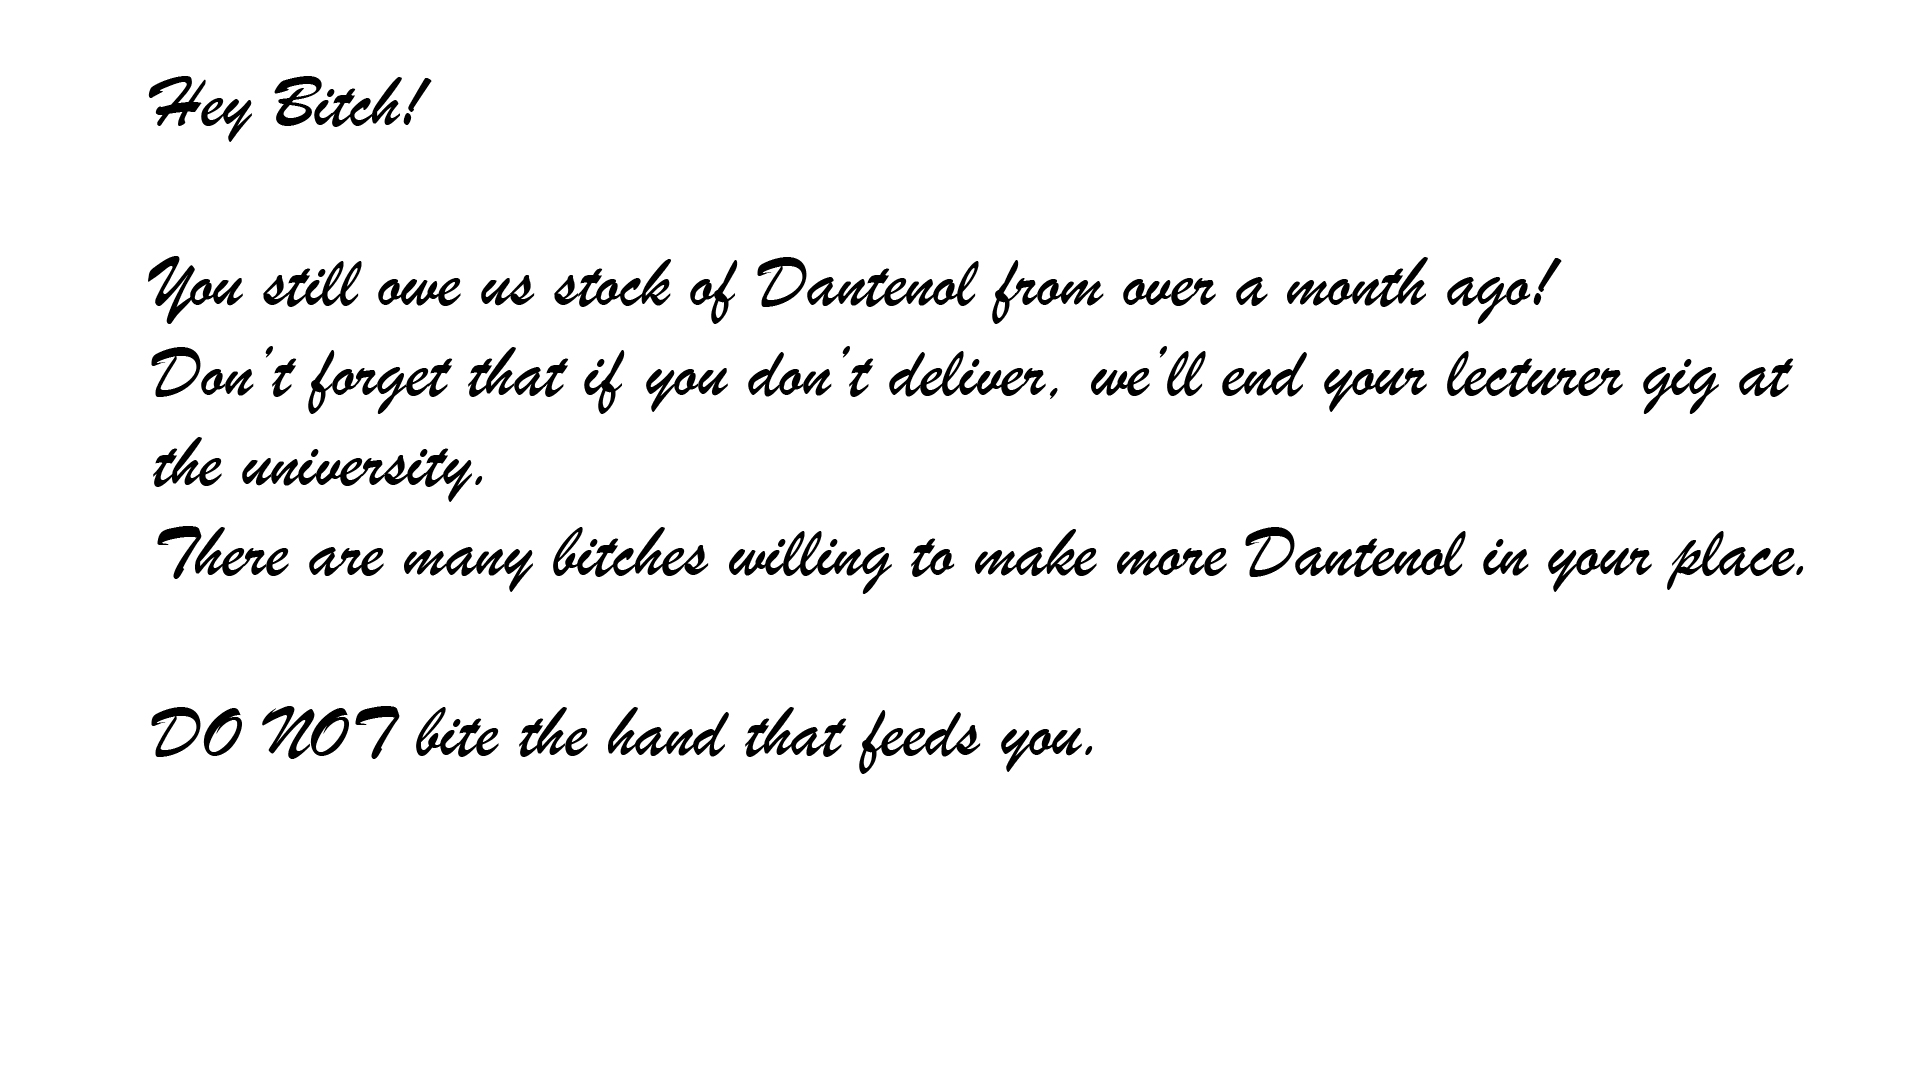 Hey Bitch!
You still owe us stock of Dantenol from over a month ago!
Don't forget that if you don't deliver, we'll end your lecturer gig at
the university.
There are many bitches willing to make more Dantenol in your place.
DO NOT bite the hand that feeds you.